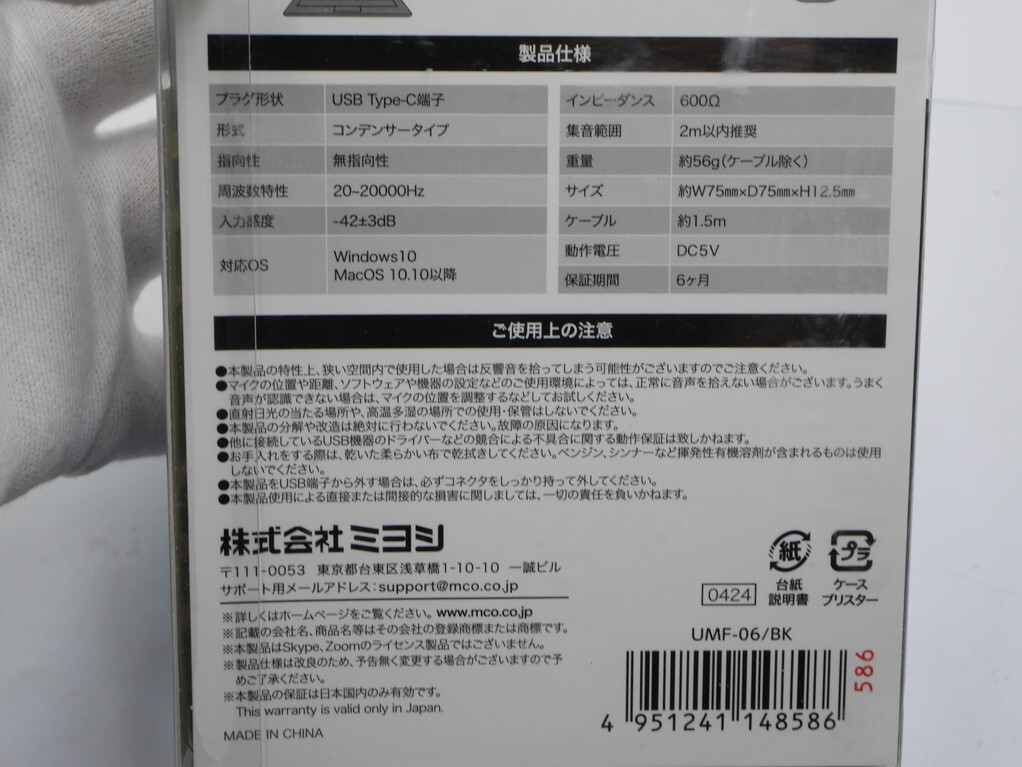 製品仕様
プラグ形状 USB Type-C端子
形式 コンデンサータイプ
指向性 無指向性
周波数特性 20~20000Hz
入力感度 -42±3dB
対応OS Windows10
MacOS 10.10以降
インピーダンス 600Ω
集音範囲 2m以内推奨
重量 約56g(ケーブル除く)
サイズ 約W75㎜×D75㎜×H12.5㎜
ケーブル 約1.5m
動作電圧 DC5V
保証期間 6ヶ月
ご使用上の注意
●本製品の特性上、狭い空間内で使用した場合は反響音を拾ってしまう可能性がございますのでご注意ください。
●マイクの位置や距離、ソフトウェアや機器の設定などのご使用環境によっては、正常に音声を拾えない場合がございます。うまく
音声が認識できない場合は、マイクの位置を調整するなどしてお試しください。
●直射日光の当たる場所や、高温多湿の場所での使用・保管はしないでください。
●本製品の分解や改造は絶対に行わないでください。故障の原因になります。
●他に接続しているUSB機器のドライバーなどの競合による不具合に関する動作保証は致しかねます。
●お手入れをする際は、乾いた柔らかい布で乾拭きしてください。ベンジン、シンナーなど揮発性有機溶剤が含まれるものは使用
しないでください。
●本製品をUSB端子から外す場合は、必ずコネクタをしっかり持って外してください。
●本製品使用による直接または間接的な損害に関しましては、一切の責任を負いかねます。
株式会社ミヨシ
〒111-0053 東京都台東区浅草橋1-10-10 一誠ビル
サポート用メールアドレス:support@mco.co.jp
※詳しくはホームページをご覧ください。www.mco.co.jp
※記載の会社名、商品名等はその会社の登録商標または商標です。
※本製品はSkype、Zoomのライセンス製品ではございません。
※製品仕様は改良のため、予告無く変更する場合がございますので予
めご了承ください。
※本製品の保証は日本国内のみ有効です。
This warranty is valid only in Japan.
MADE IN CHINA
紙
プラ
台紙
説明書
ケース
ブリスター
0424
UMF-06/BK
586
4 951241 148586